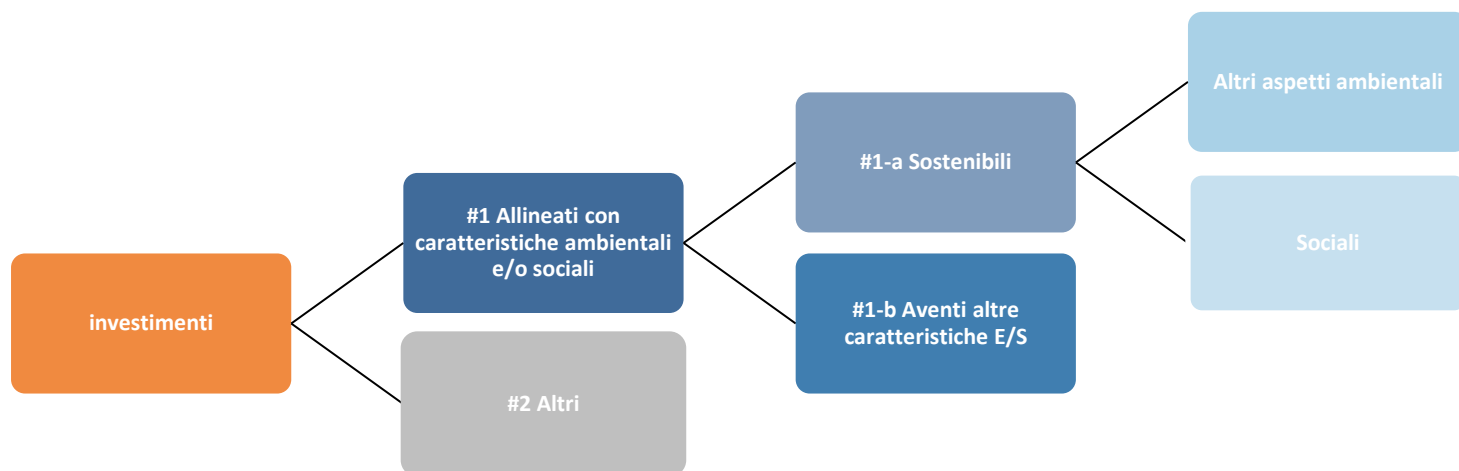 investimenti
#1 Allineati con
caratteristiche ambientali
e/o sociali
#2 Altri
#1-a Sostenibili
#1-b Aventi altre
caratteristiche E/S
Altri aspetti ambientali
Sociali